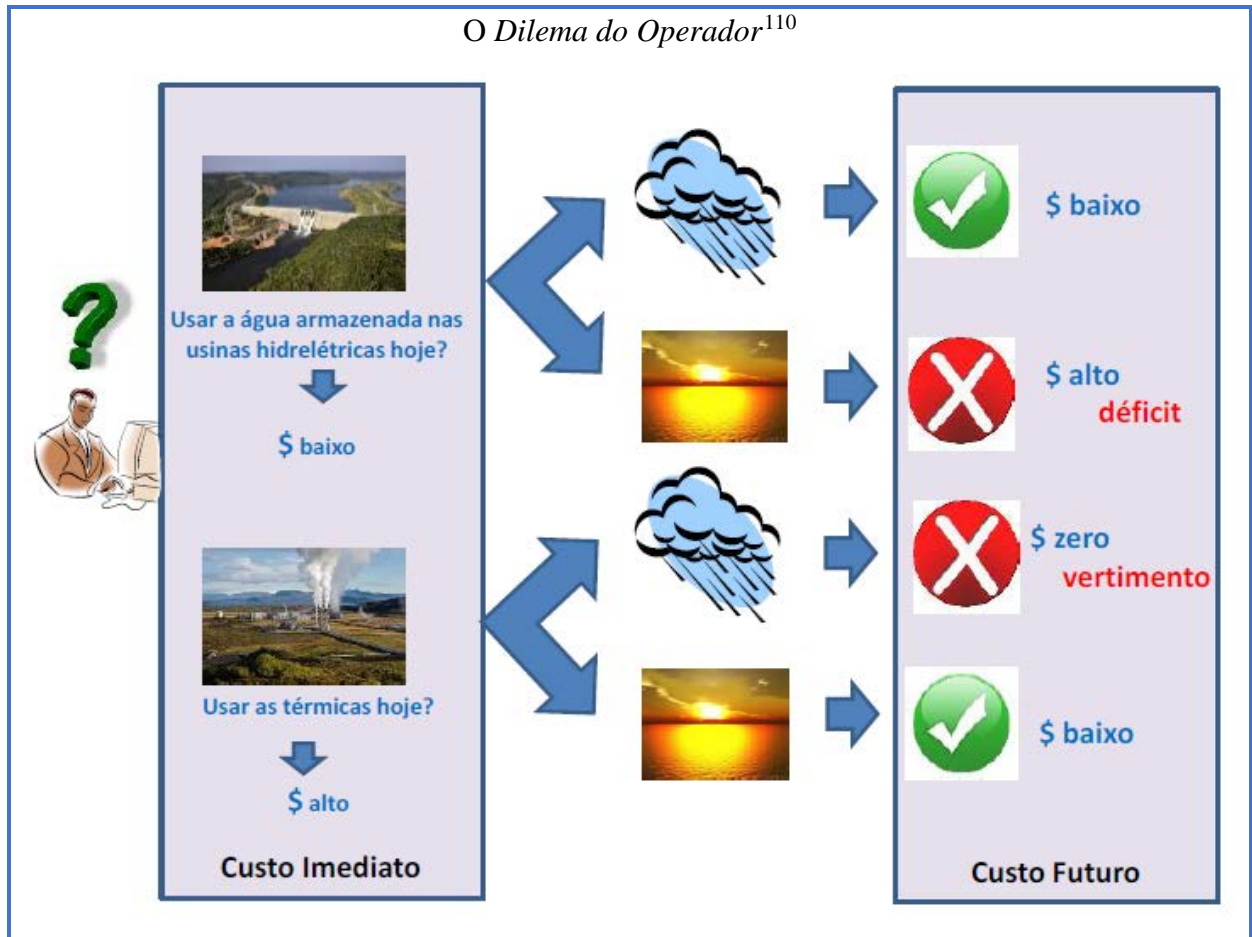 O Dilema do Operador110
Usar a água armazenada nas
usinas hidrelétricas hoje?
$ baixo
Usar as térmicas hoje?
$ alto
Custo Imediato
$ baixo
$ alto
déficit
$ zero
vertimento
$ baixo
Custo Futuro